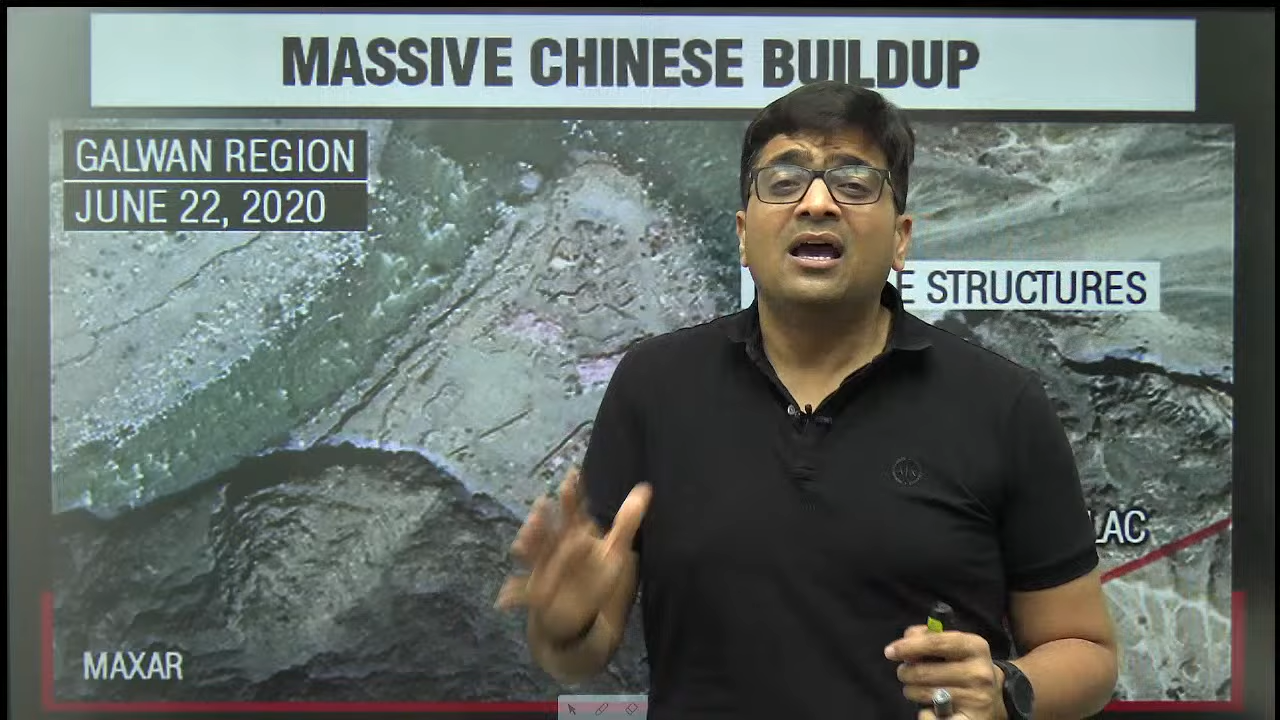 MASSIVE CHINESE BUILDUP
GALWAN REGION
JUNE 22, 2020
E STRUCTURES
LAC
MAXAR